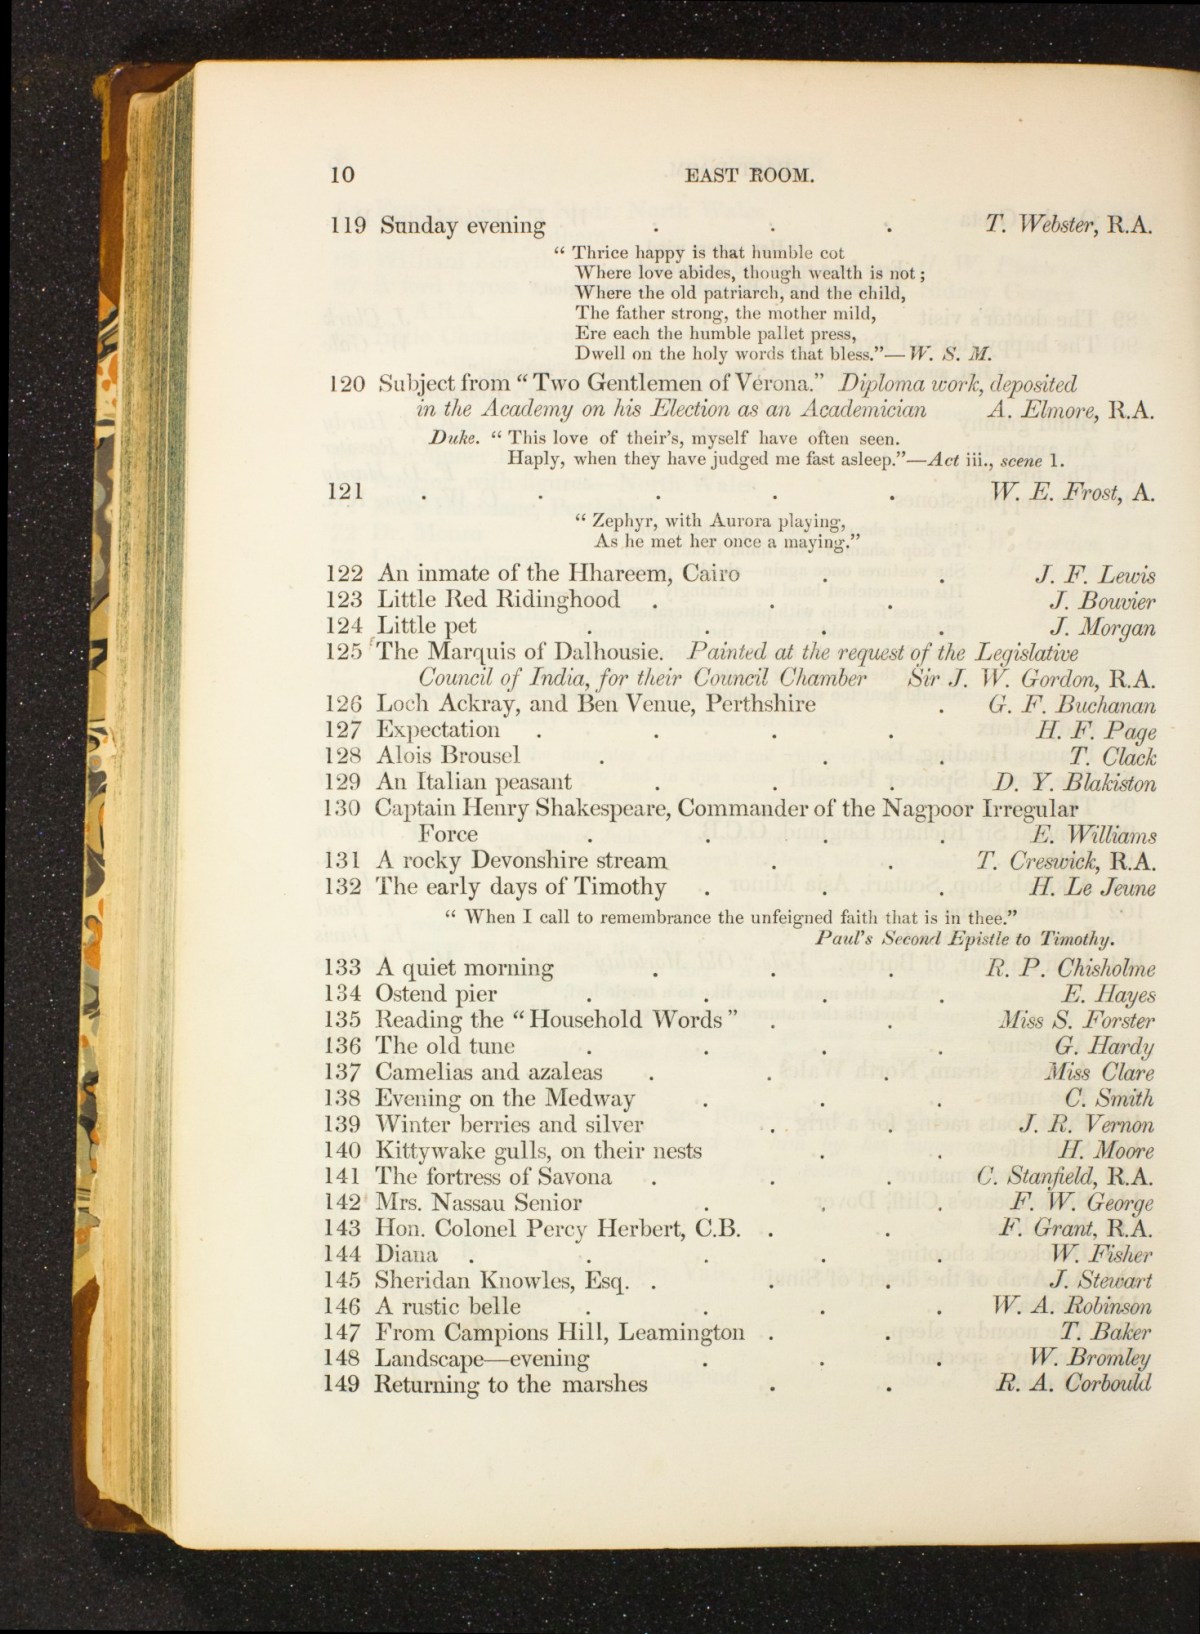 10 EAST ROOM.
119 Sunday evening . . . T. Webster, R.A.
“ Thrice happy is that humble cot
Where love abides, though wealth is not ;
Where the old patriarch, and the child,
The father strong, the mother mild,
Ere each the humble pallet press,
Dwell on the holy words that bless.”—W. S. M.
120 Subject from “ Two Gentlemen of Verona.” Diploma work, deposited
in the Academy on his Election as an Academician A. Elmore, R.A.
Duke. “ This love of their's, myself have often seen.
Haply, when they have judged me fast asleep.”—Act iii., scene 1.
121 . . . . . W. E. Frost, A.
“ Zephyr, with Aurora playing,
As he met her once a maying.”
122 An inmate of the Hhareem, Cairo . . J. F. Lewis
123 Little Red Ridinghood . . . J. Bouvier
124 Little pet . . . . J. Morgan
125 The Marquis of Dalhousie. Painted at the request of the Legislative
Council of India, for their Council Chamber Sir J. W. Gordon, R.A.
126 Loch Ackray, and Ben Venue, Perthshire . G. F. Buchanan
127 Expectation . . . . H. F. Page
128 Alois Brousel . . . T. Clack
129 An Italian peasant . . . D. Y. Blakiston
130 Captain Henry Shakespeare, Commander of the Nagpoor Irregular
Force . . . . E. Williams
131 A rocky Devonshire stream . . T. Creswick, R.A.
132 The early days of Timothy . . . H. Le Jeune
“ When I call to remembrance the unfeigned faith that is in thee.”
Paul's Second Epistle to Timothy.
133 A quiet morning . . . R. P. Chisholme
134 Ostend pier . . . . E. Hayes
135 Reading the “ Household Words ” . . Miss S. Forster
136 The old tune . . . . G. Hardy
137 Camelias and azaleas . . . Miss Clare
138 Evening on the Medway . . . C. Smith
139 Winter berries and silver . . J. R. Vernon
140 Kittywake gulls, on their nests . . H. Moore
141 The fortress of Savona . . . C. Stanfield, R.A.
142 Mrs. Nassau Senior . . . F. W. George
143 Hon. Colonel Percy Herbert, C.B. . . F. Grant, R.A.
144 Diana . . . . . W. Fisher
145 Sheridan Knowles, Esq. . . . . J. Stewart
146 A rustic belle . . . . W. A. Robinson
147 From Campions Hill, Leamington . . T. Baker
148 Landscape—evening . . . W. Bromley
149 Returning to the marshes . . R. A. Corbould